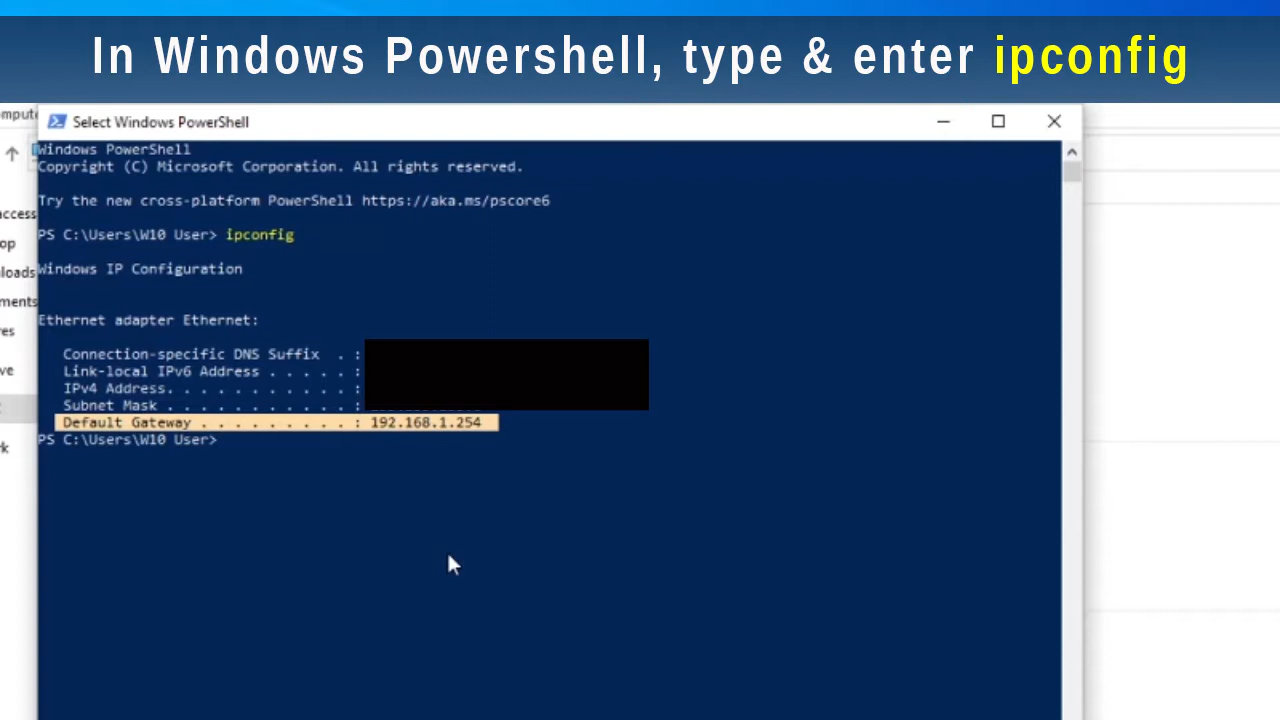 In Windows Powershell, type & enter ipconfig
Select Windows PowerShell
Windows PowerShell
Copyright (C) Microsoft Corporation. All rights reserved.
Try the new cross-platform PowerShell https://aka.ms/pscore6
PS C:\Users\W10 User> ipconfig
Windows IP Configuration
Ethernet adapter Ethernet:
Connection-specific DNS Suffix . :
Link-local IPv6 Address . . . . . :
IPv4 Address. . . . . . . . . . . :
Subnet Mask . . . . . . . . . . . :
Default Gateway . . . . . . . . . : 192.168.1.254
PS C:\Users\W10 User>